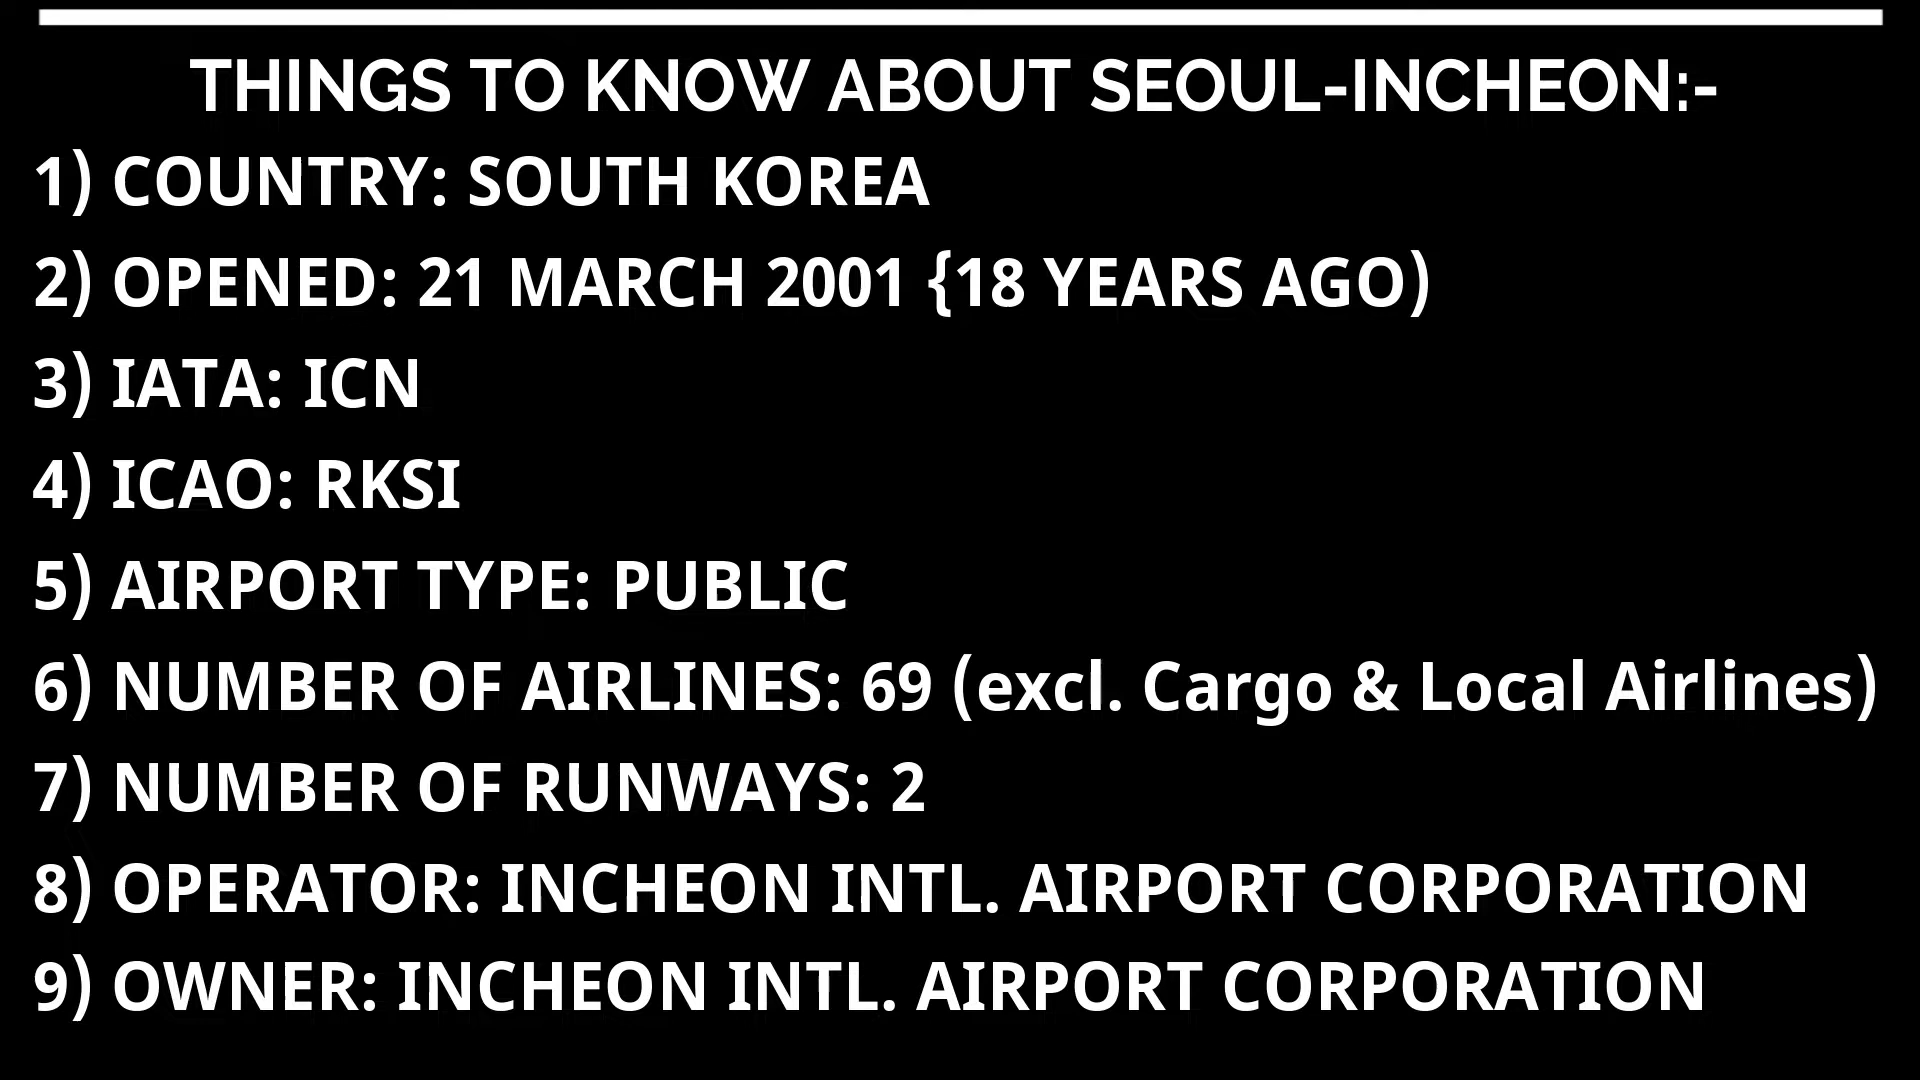 THINGS TO KNOW ABOUT SEOUL-INCHEON:-
1) COUNTRY: SOUTH KOREA
2) OPENED: 21 MARCH 2001 {18 YEARS AGO)
3) IATA: ICN
4) ICAO: RKSI
5) AIRPORT TYPE: PUBLIC
6) NUMBER OF AIRLINES: 69 (excl. Cargo & Local Airlines)
7) NUMBER OF RUNWAYS: 2
8) OPERATOR: INCHEON INTL. AIRPORT CORPORATION
9) OWNER: INCHEON INTL. AIRPORT CORPORATION